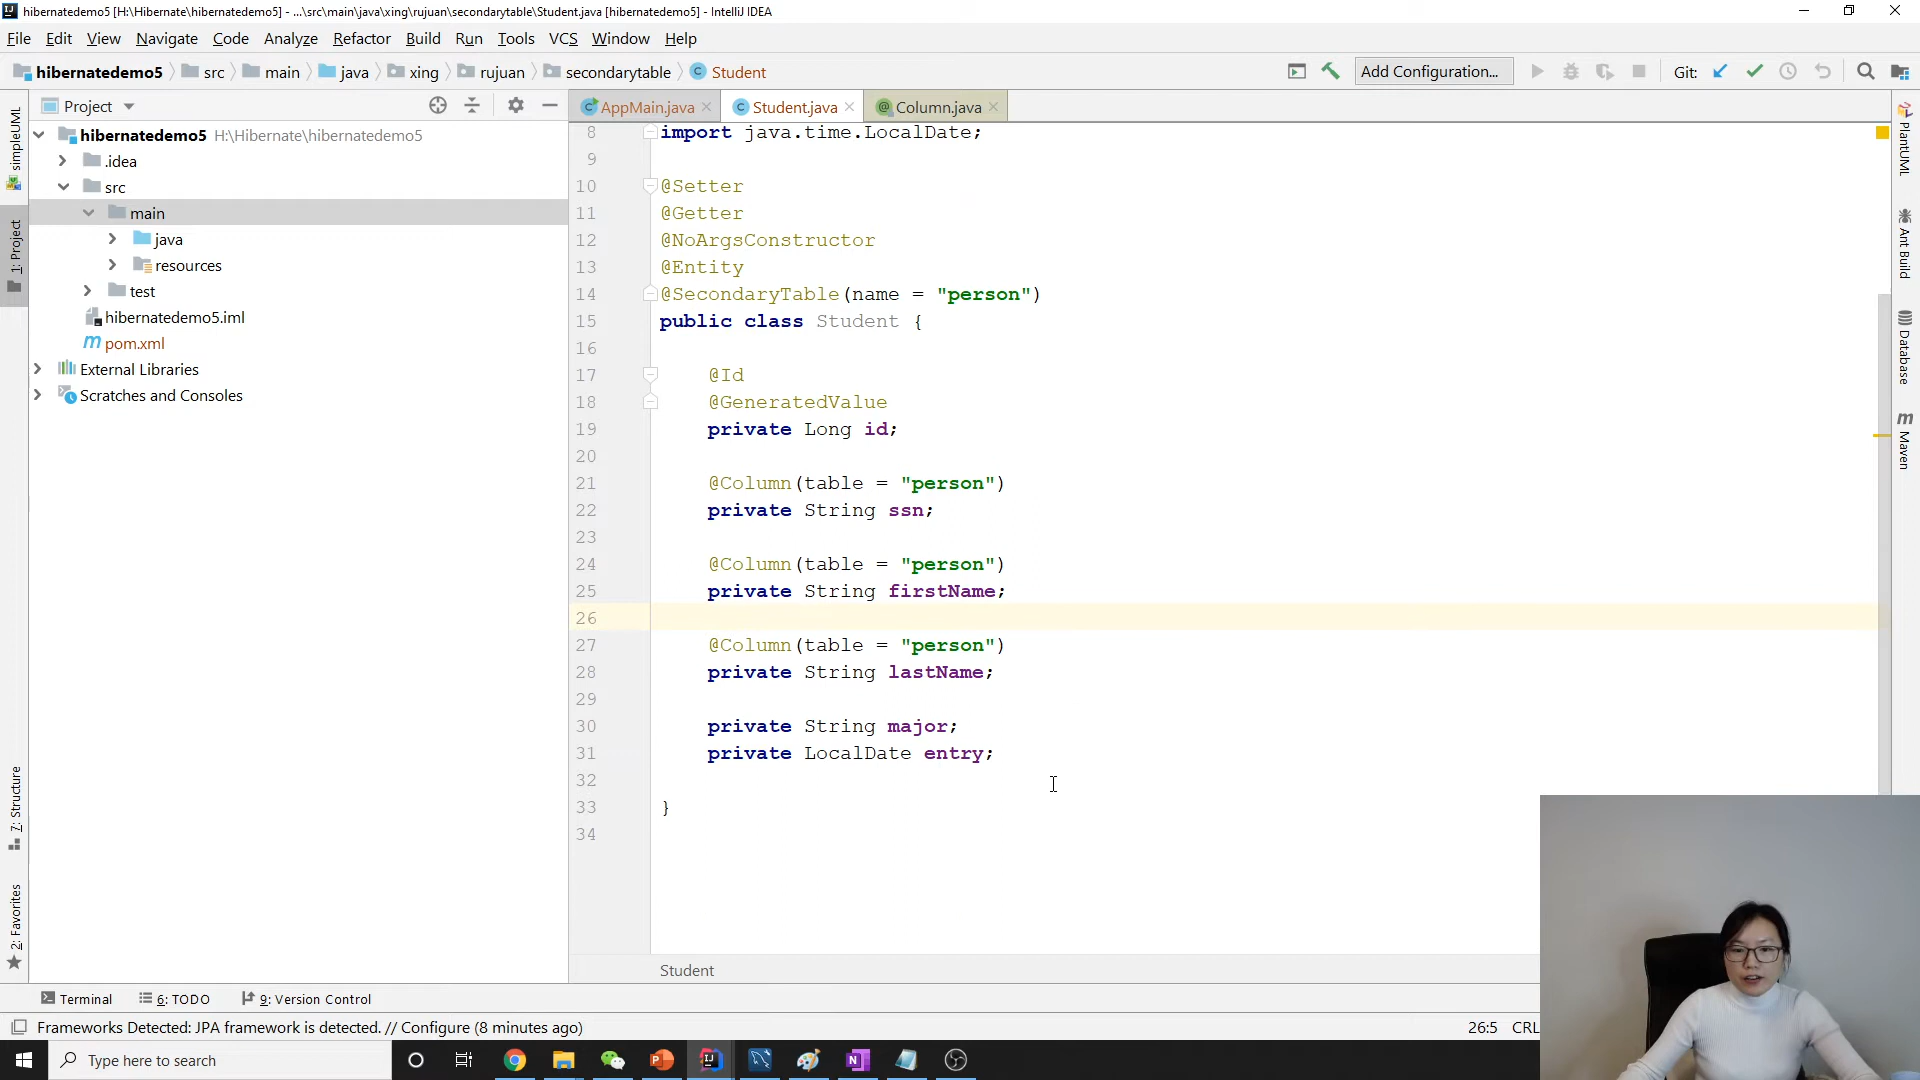 hibernatedemo5 [H:\Hibernate\hibernatedemo5] - ...\src\main\java\xing\rujuan\secondarytable\Student.java [hibernatedemo5] - IntelliJ IDEA
File Edit View Navigate Code Analyze Refactor Build Run Tools VCS Window Help
hibernatedemo5 src main java xing rujuan secondarytable Student Add Configuration... Git:
Project AppMain.java Student.java Column.java
hibernatedemo5 H:\Hibernate\hibernatedemo5
.idea
src
main
java
resources
test
hibernatedemo5.iml
pom.xml
External Libraries
Scratches and Consoles
simpleUML
1: Project
7: Structure
2: Favorites
8 import java.time.LocalDate;
9
10 @Setter
11 @Getter
12 @NoArgsConstructor
13 @Entity
14 @SecondaryTable(name = "person")
15 public class Student {
16
17 @Id
18 @GeneratedValue
19 private Long id;
20
21 @Column(table = "person")
22 private String ssn;
23
24 @Column(table = "person")
25 private String firstName;
26
27 @Column(table = "person")
28 private String lastName;
29
30 private String major;
31 private LocalDate entry;
32
33 }
34
Student
PlantUML
Ant Build
Database
Maven
Terminal 6: TODO 9: Version Control
Frameworks Detected: JPA framework is detected. // Configure (8 minutes ago) 26:5 CRL
Type here to search